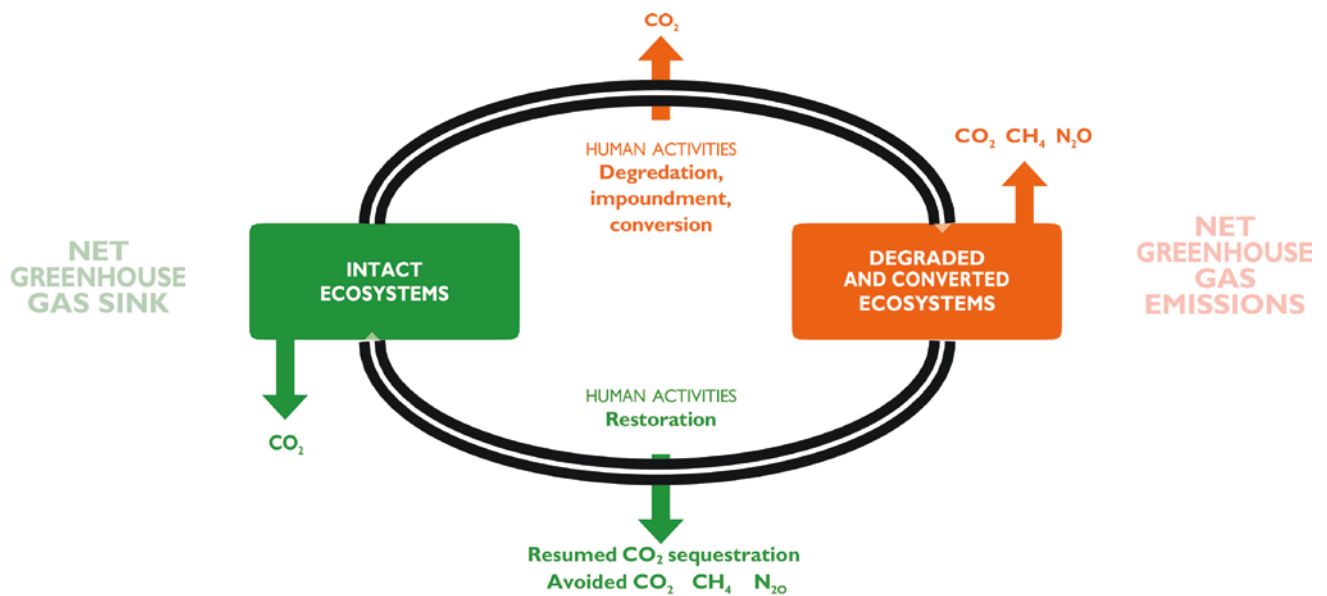 CO₂
CO₂ CH₄ N₂O
HUMAN ACTIVITIES
Degredation,
impoundment,
conversion
NET
GREENHOUSE
GAS SINK
INTACT
ECOSYSTEMS
DEGRADED
AND CONVERTED
ECOSYSTEMS
NET
GREENHOUSE
GAS
EMISSIONS
HUMAN ACTIVITIES
Restoration
CO₂
Resumed CO₂ sequestration
Avoided CO₂ CH₄ N₂₀